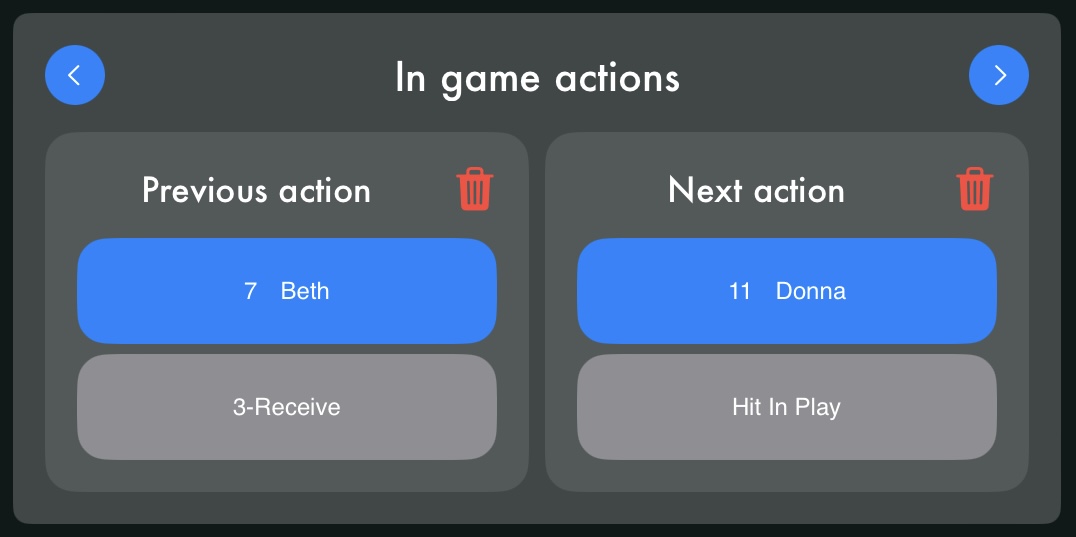 In game actions
Previous action
7 Beth
3-Receive
Next action
11 Donna
Hit In Play